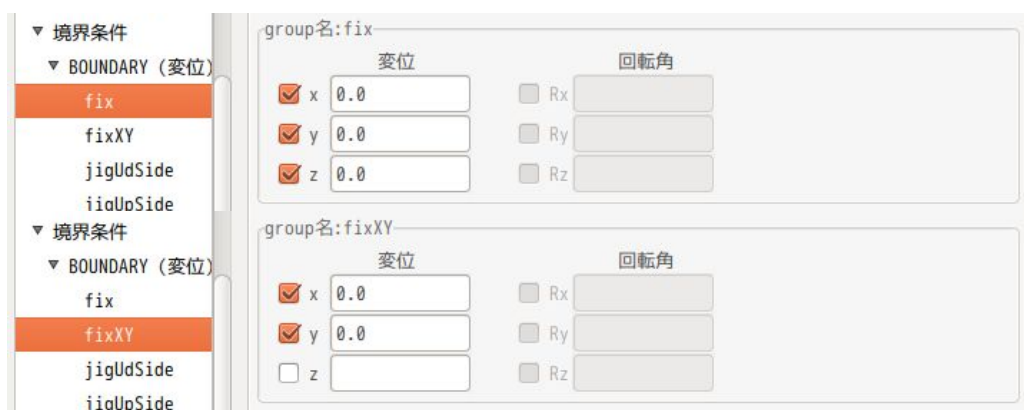 ▼ 境界条件
▼ BOUNDARY (変位)
fix
fixXY
jigUdSide
jigUpSide
group名:fix
変位 回転角
x 0.0 Rx
y 0.0 Ry
z 0.0 Rz
▼ 境界条件
▼ BOUNDARY (変位)
fix
fixXY
jigUdSide
jigUpSide
group名:fixXY
変位 回転角
x 0.0 Rx
y 0.0 Ry
z Rz